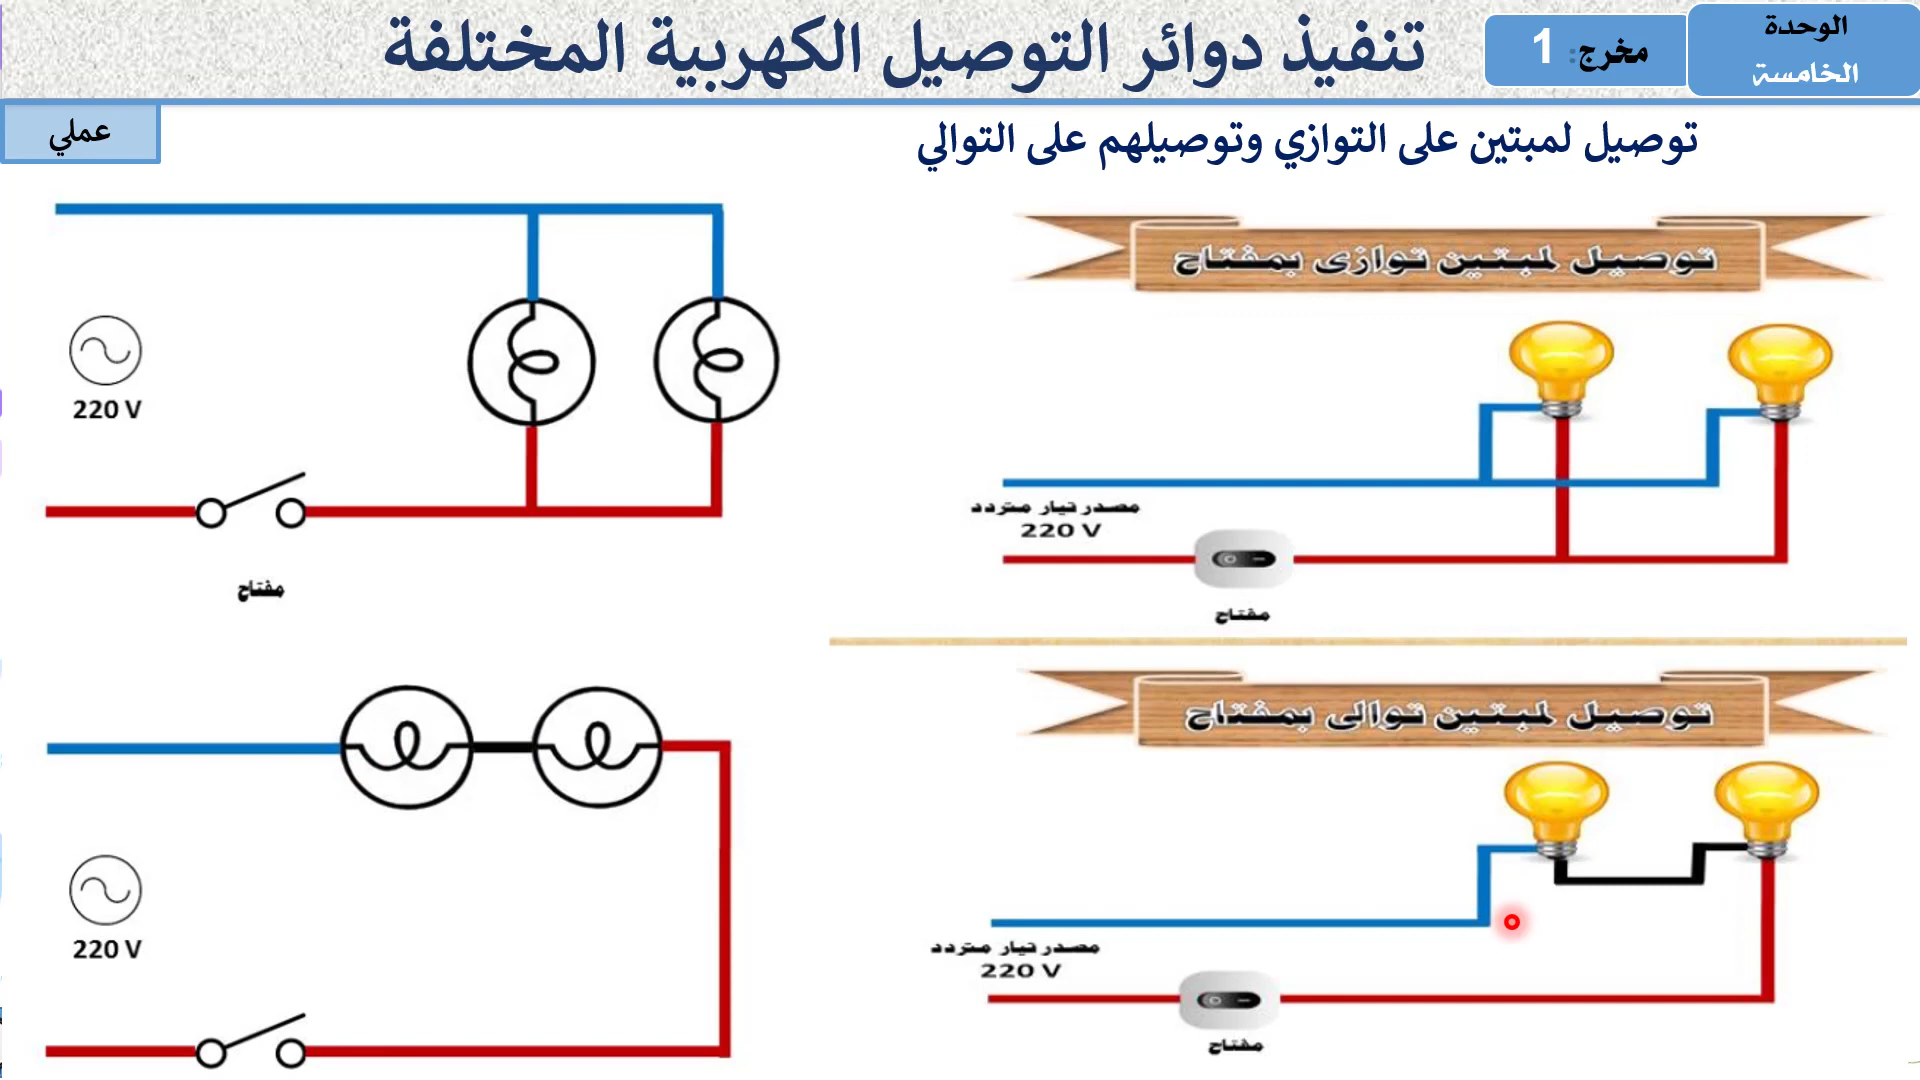 الوحدة
الخامسة
مخرج: 1
تنفيذ دوائر التوصيل الكهربية المختلفة
عملي
توصيل لمبتين على التوازي وتوصيلهم على التوالي
توصيل لمبتين توازى بمفتاح
مصدر تيار متردد
220 V
مفتاح
220 V
مفتاح
توصيل لمبتين توالى بمفتاح
مصدر تيار متردد
220 V
مفتاح
220 V